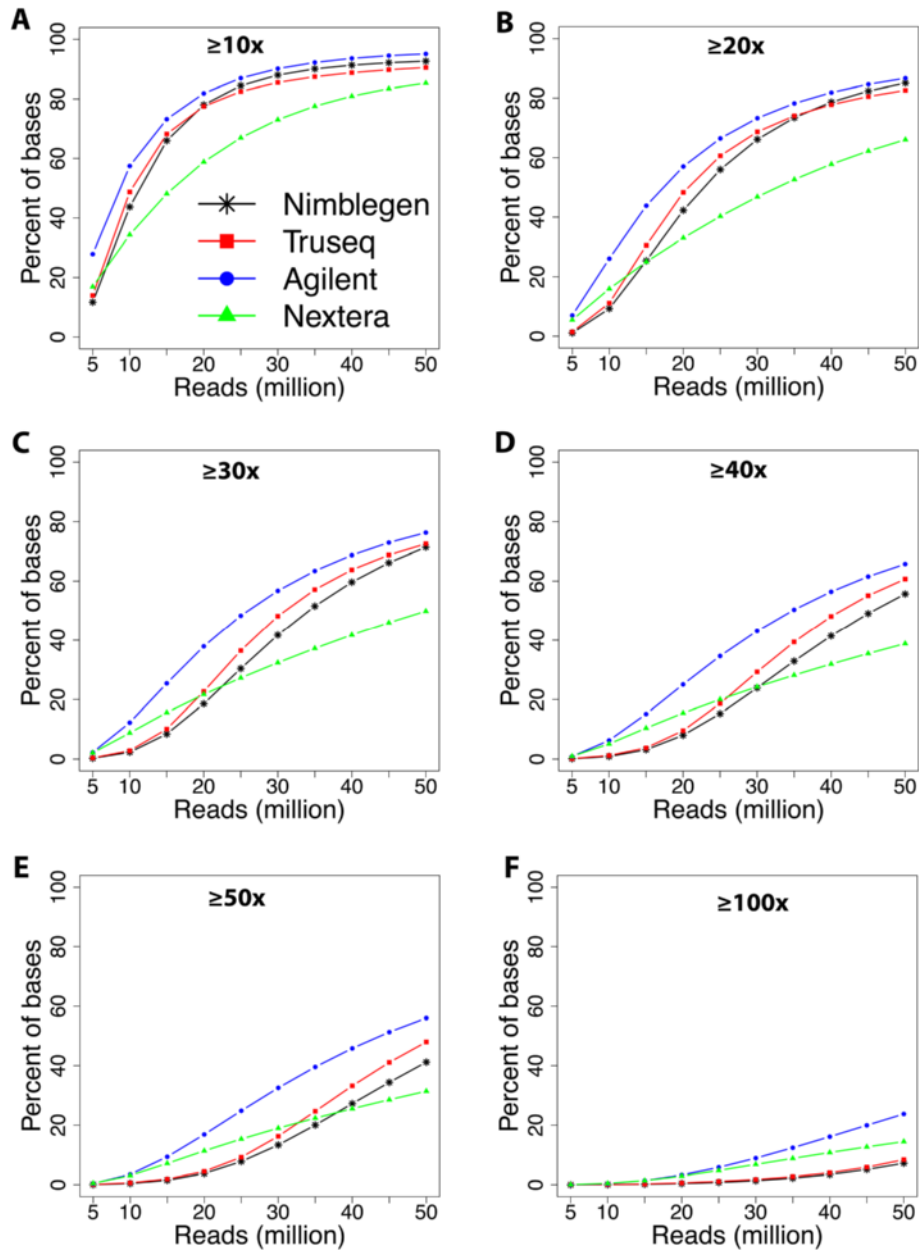 A
≥10x
Percent of bases
0 20 40 60 80 100
Nimblegen
Truseq
Agilent
Nextera
5 10 20 30 40 50
Reads (million)
B
≥20x
Percent of bases
0 20 40 60 80 100
5 10 20 30 40 50
Reads (million)
C
≥30x
Percent of bases
0 20 40 60 80 100
5 10 20 30 40 50
Reads (million)
D
≥40x
Percent of bases
0 20 40 60 80 100
5 10 20 30 40 50
Reads (million)
E
≥50x
Percent of bases
0 20 40 60 80 100
5 10 20 30 40 50
Reads (million)
F
≥100x
Percent of bases
0 20 40 60 80 100
5 10 20 30 40 50
Reads (million)